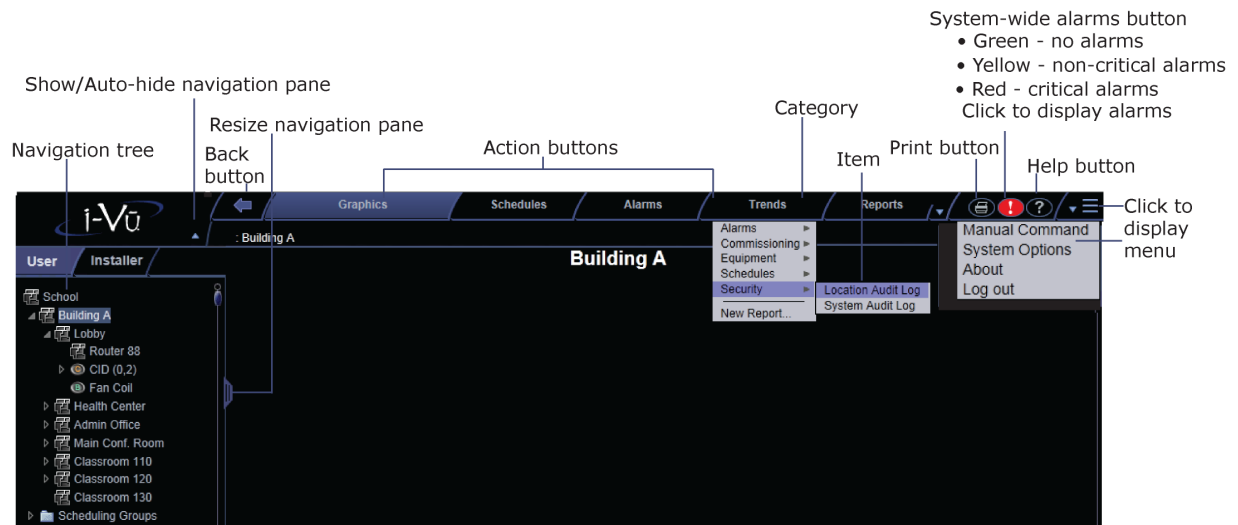 System-wide alarms button
• Green - no alarms
• Yellow - non-critical alarms
• Red - critical alarms
Click to display alarms
Show/Auto-hide navigation pane
Category
Resize navigation pane
Navigation tree
Back
button
Action buttons
Item
Print button
Help button
Click to
display
menu
i-Vu
Graphics
Schedules
Alarms
Trends
Reports
!
?
: Building A
Building A
User
Installer
Alarms
Commissioning
Equipment
Schedules
Security
New Report...
Location Audit Log
System Audit Log
Manual Command
System Options
About
Log out
School
Building A
Lobby
Router 88
CID (0,2)
Fan Coil
Health Center
Admin Office
Main Conf. Room
Classroom 110
Classroom 120
Classroom 130
Scheduling Groups